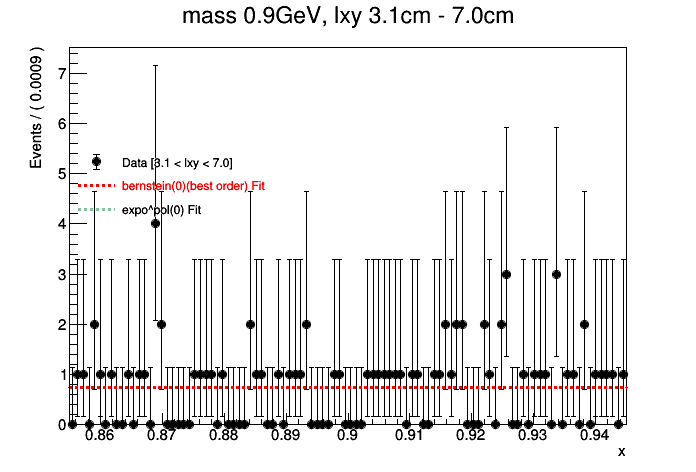 mass 0.9GeV, lxy 3.1cm - 7.0cm
Events / ( 0.0009 )
7
6
5
4
3
2
1
0
Data [3.1 < lxy < 7.0]
bernstein(0)(best order) Fit
expo^pol(0) Fit
0.86 0.87 0.88 0.89 0.9 0.91 0.92 0.93 0.94
x